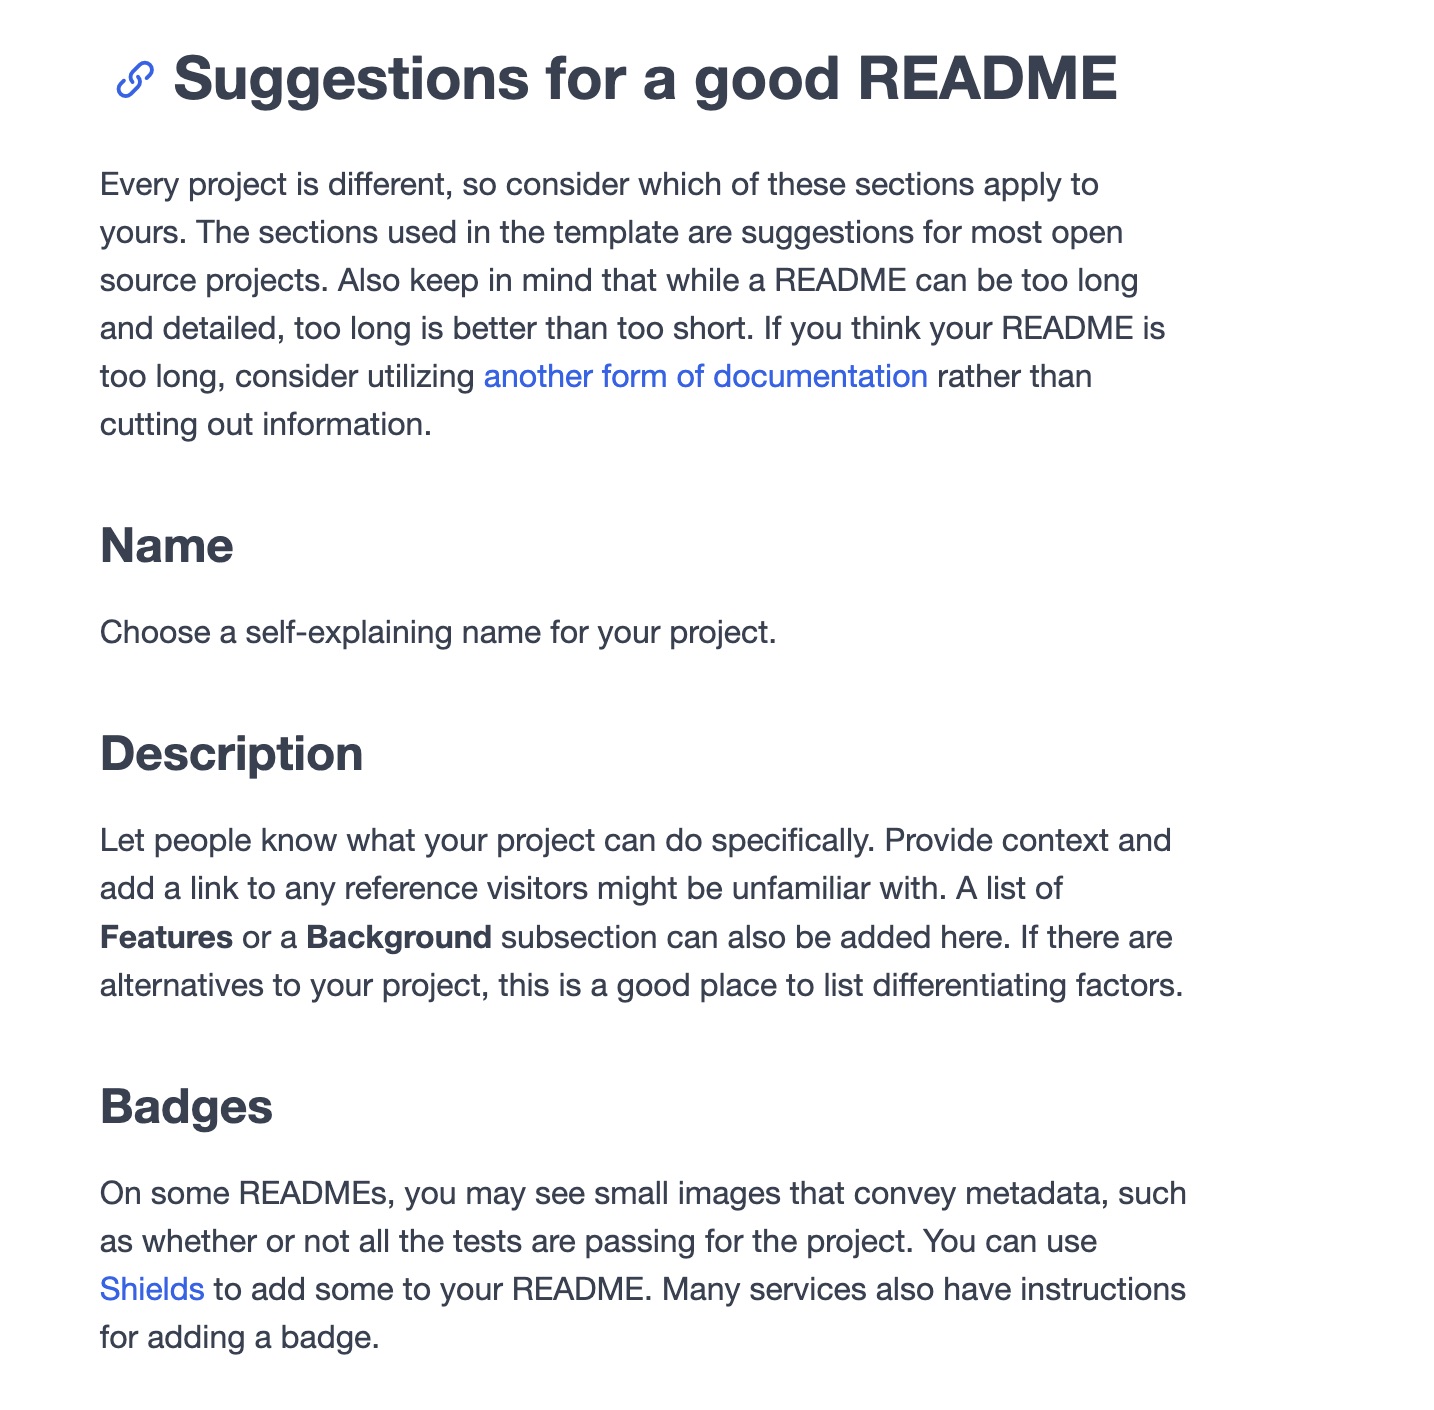 Suggestions for a good README
Every project is different, so consider which of these sections apply to
yours. The sections used in the template are suggestions for most open
source projects. Also keep in mind that while a README can be too long
and detailed, too long is better than too short. If you think your README is
too long, consider utilizing another form of documentation rather than
cutting out information.
Name
Choose a self-explaining name for your project.
Description
Let people know what your project can do specifically. Provide context and
add a link to any reference visitors might be unfamiliar with. A list of
Features or a Background subsection can also be added here. If there are
alternatives to your project, this is a good place to list differentiating factors.
Badges
On some READMEs, you may see small images that convey metadata, such
as whether or not all the tests are passing for the project. You can use
Shields to add some to your README. Many services also have instructions
for adding a badge.